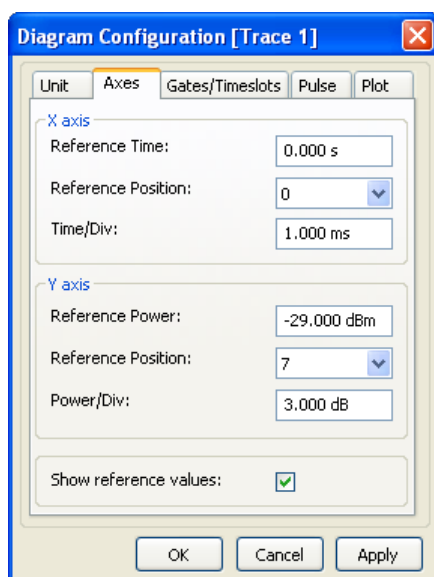 Diagram Configuration [Trace 1]
Unit Axes Gates/Timeslots Pulse Plot
X axis
Reference Time: 0.000 s
Reference Position: 0
Time/Div: 1.000 ms
Y axis
Reference Power: -29.000 dBm
Reference Position: 7
Power/Div: 3.000 dB
Show reference values:
OK Cancel Apply